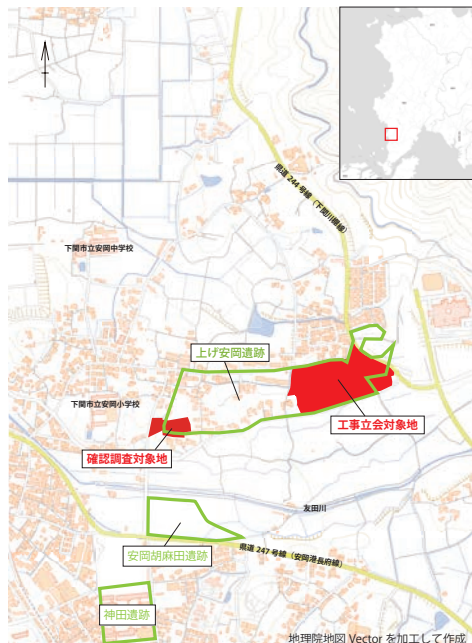 県道 244 号線（下関川棚線）
下関市立安岡中学校
上げ安岡遺跡
下関市立安岡小学校
工事立会対象地
確認調査対象地
友田川
安岡胡麻田遺跡
県道 247 号線（安岡港長府線）
神田遺跡
地理院地図 Vector を加工して作成